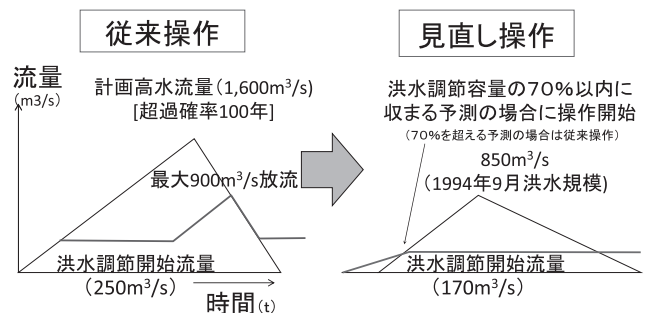 従来操作
流量
(m3/s)
計画高水流量(1,600m³/s)
[超過確率100年]
最大900m³/s放流
洪水調節開始流量
(250m³/s)
時間(t)
見直し操作
洪水調節容量の70%以内に
収まる予測の場合に操作開始
(70%を超える予測の場合は従来操作)
850m³/s
(1994年9月洪水規模)
洪水調節開始流量
(170m³/s)